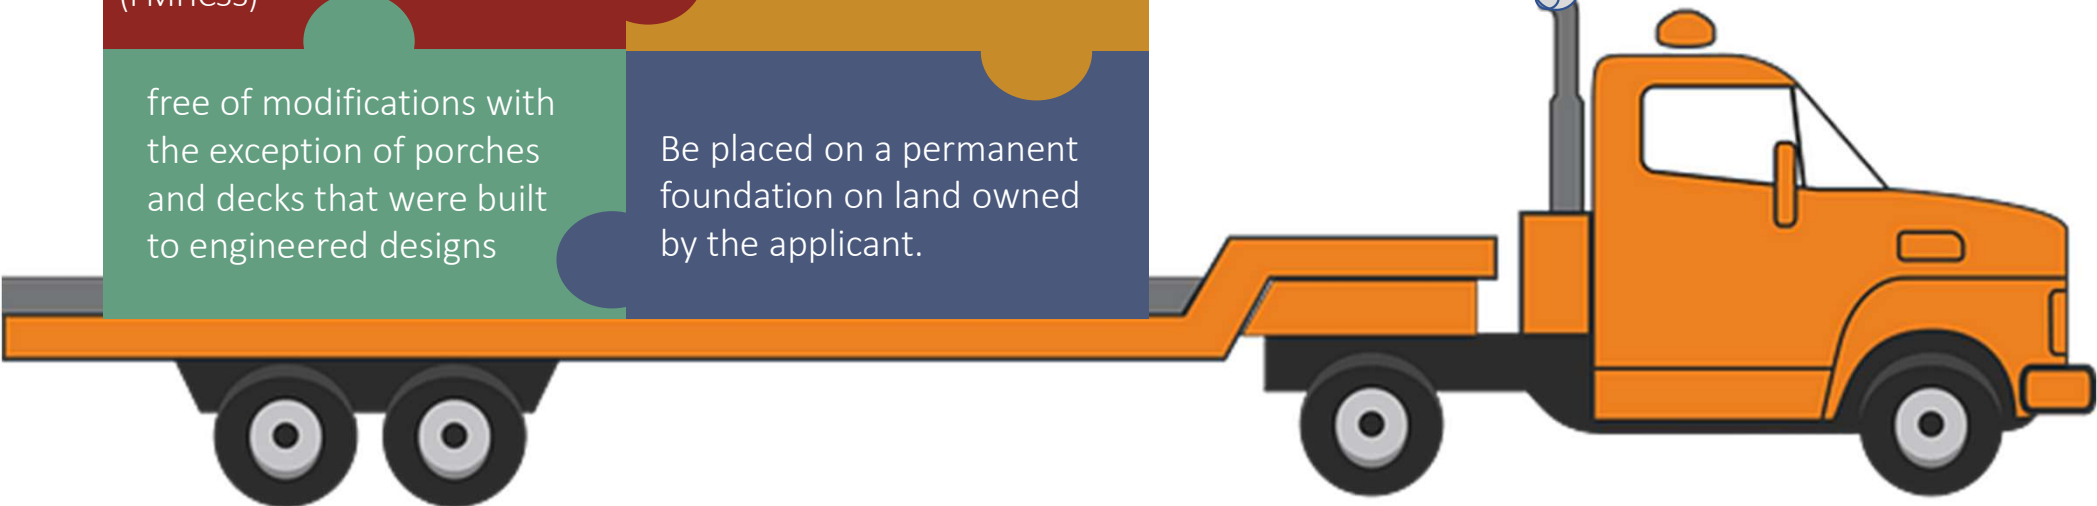 free of modifications with
the exception of porches
and decks that were built
to engineered designs
Be placed on a permanent
foundation on land owned
by the applicant.